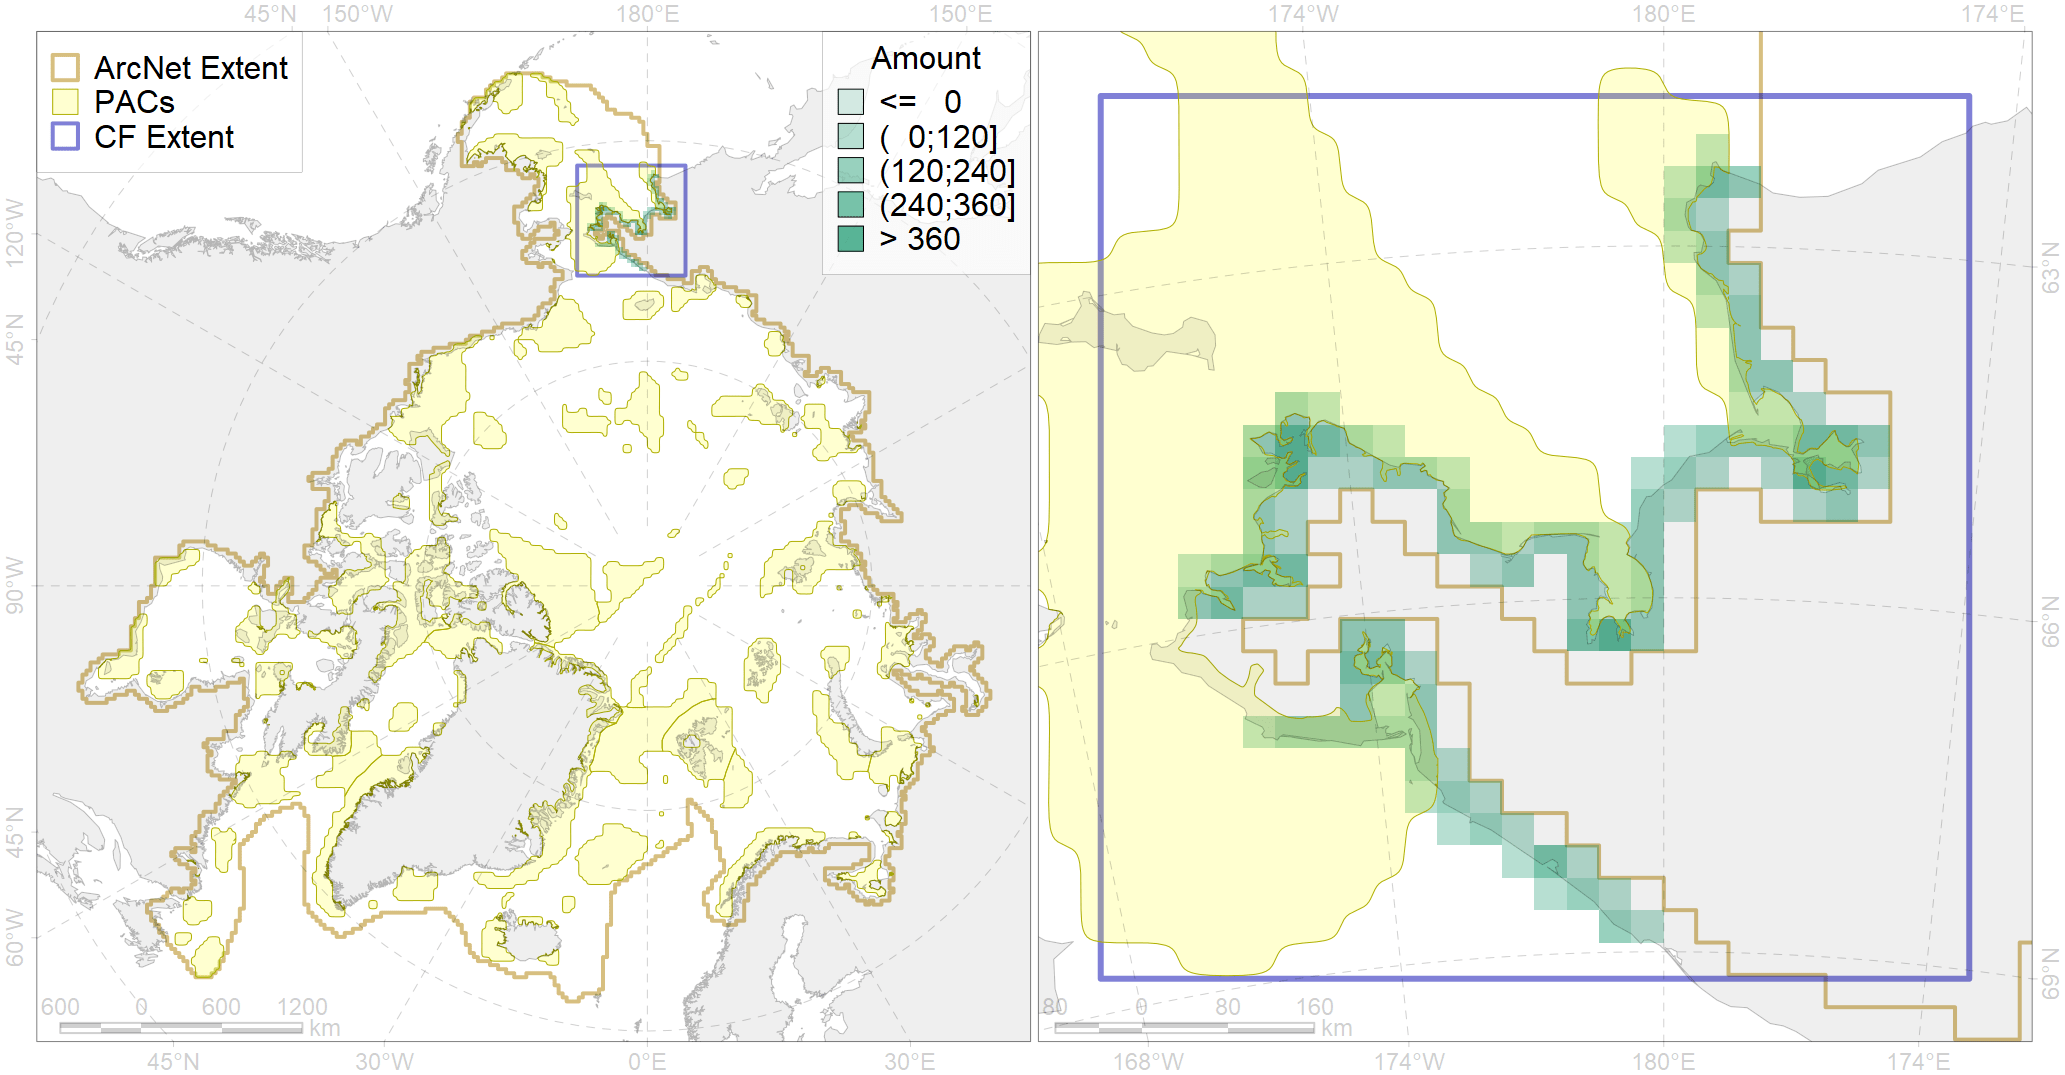 45°N 150°W 180°E 150°E 174°W 180°E 174°E
ArcNet Extent
PACs
CF Extent
Amount
<= 0
( 0;120]
(120;240]
(240;360]
> 360
120°W
45°N
90°W
45°N
60°W
63°N
66°N
69°N
600 0 600 1200
km
80 0 80 160
km
45°N 30°W 0°E 30°E 168°W 174°W 180°E 174°E